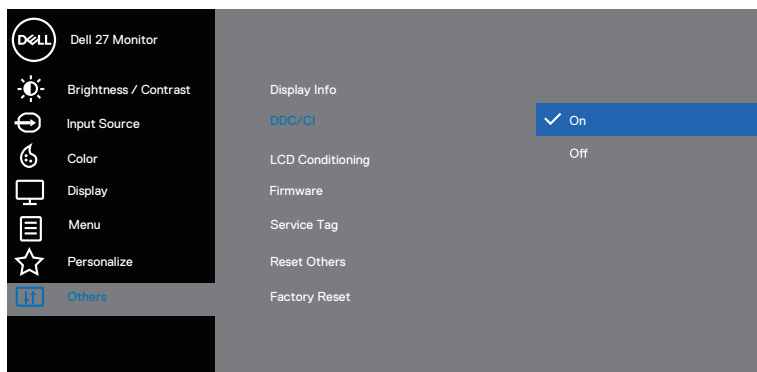 DELL
Dell 27 Monitor
Brightness / Contrast
Input Source
Color
Display
Menu
Personalize
Others
Display Info
DDC/CI
LCD Conditioning
Firmware
Service Tag
Reset Others
Factory Reset
On
Off